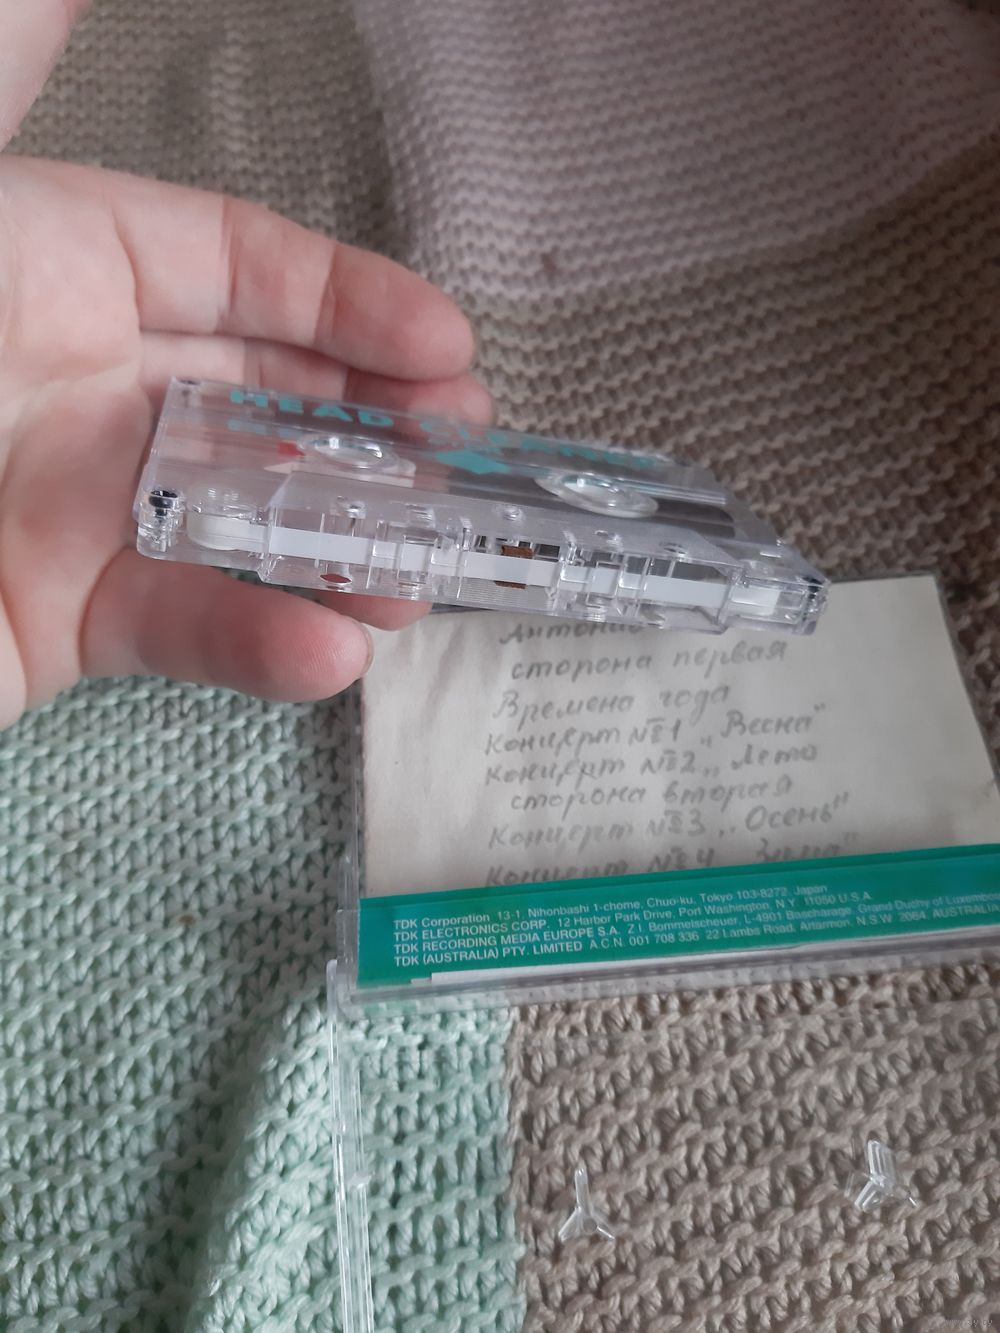 HEAD CLEANER
сторона первая
Времена года
Концерт №1 „Весна"
Концерт №2 „Лето
сторона вторая
Концерт №3 „Осень"
Концерт №4 „Зима"
TDK Corporation 13-1, Nihonbashi 1-chome, Chuo-ku, Tokyo 103-8272, Japan
TDK ELECTRONICS CORP. 12 Harbor Park Drive, Port Washington, N.Y. 11050 U.S.A.
TDK RECORDING MEDIA EUROPE S.A. Z.I. Bommelscheuer, L-4901 Bascharage, Grand Duchy of Luxembourg
TDK (AUSTRALIA) PTY. LIMITED A.C.N. 001 708 336 22 Lambs Road, Artarmon, N.S.W. 2064, AUSTRALIA